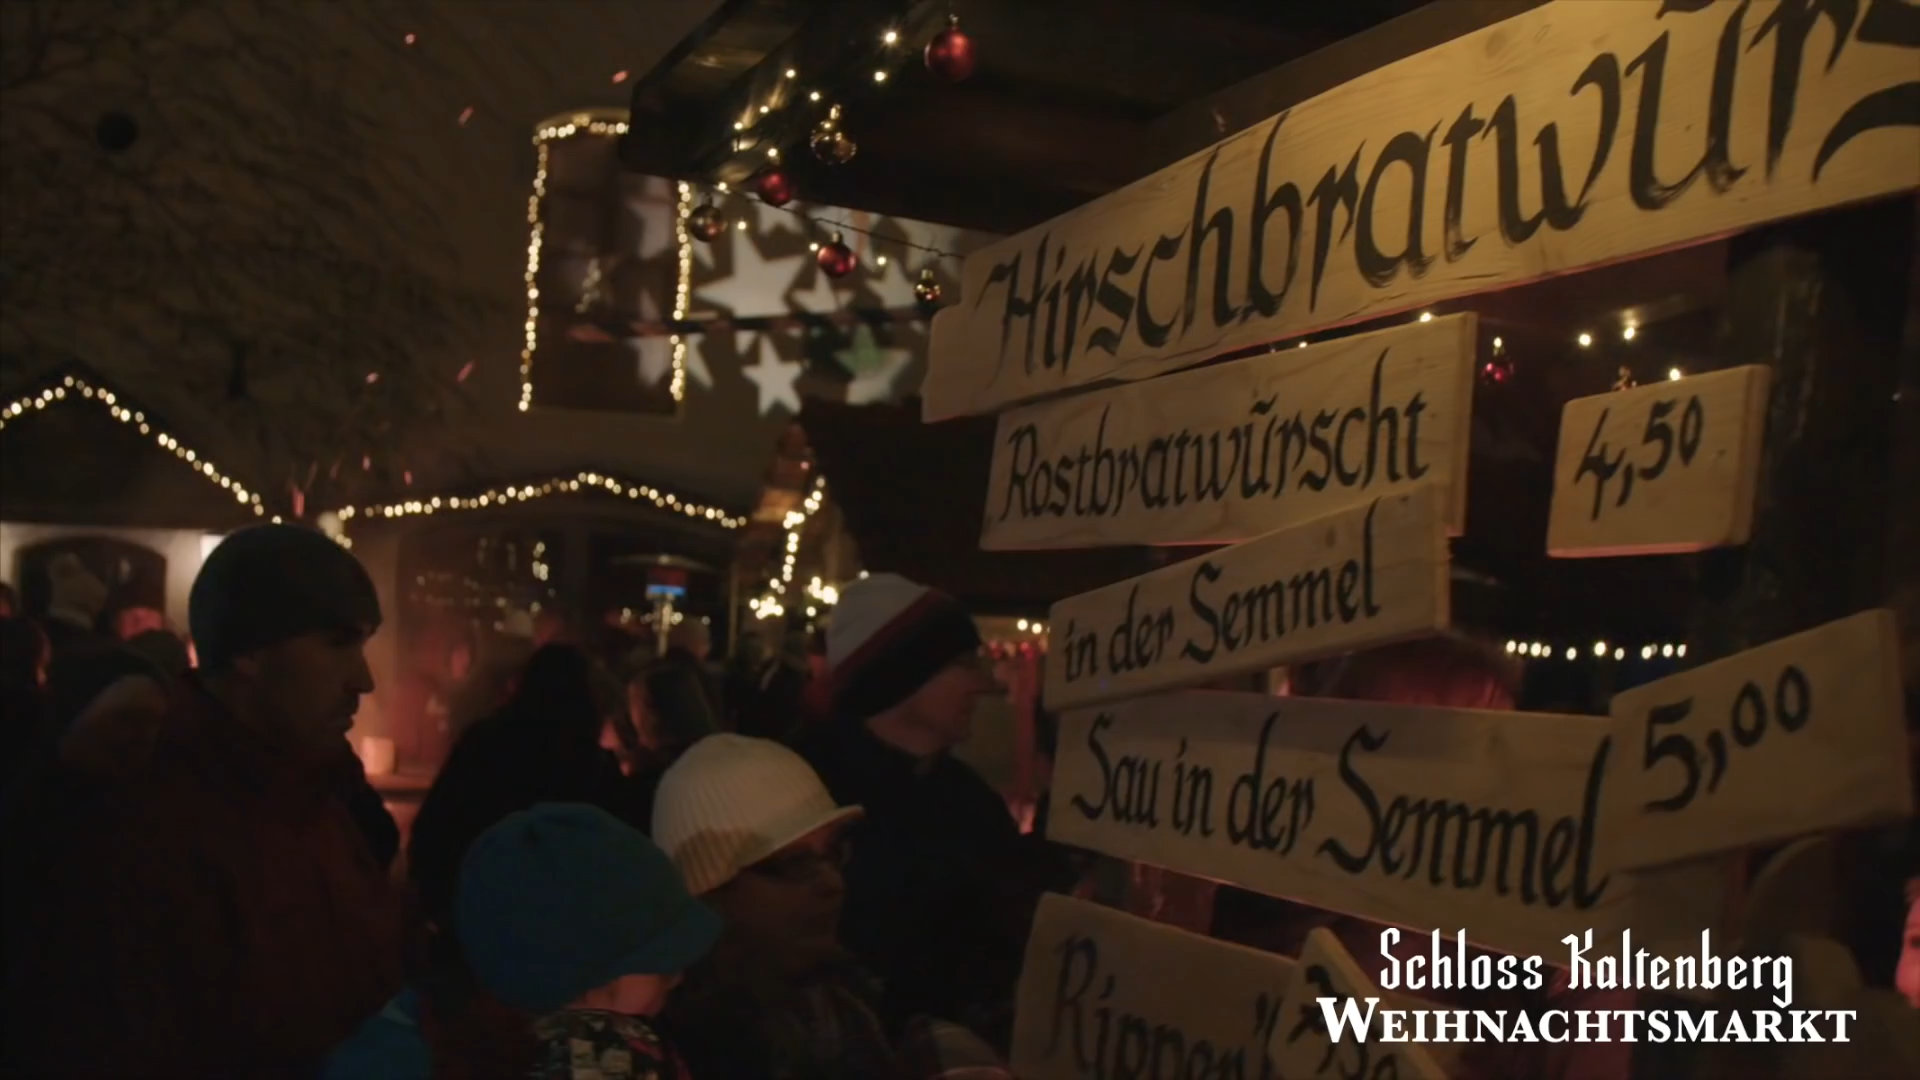 Hirschbratwürs
Rostbratwürscht
4,50
in der Semmel
Sau in der Semmel
5,00
Schloss Kaltenberg
WEIHNACHTSMARKT